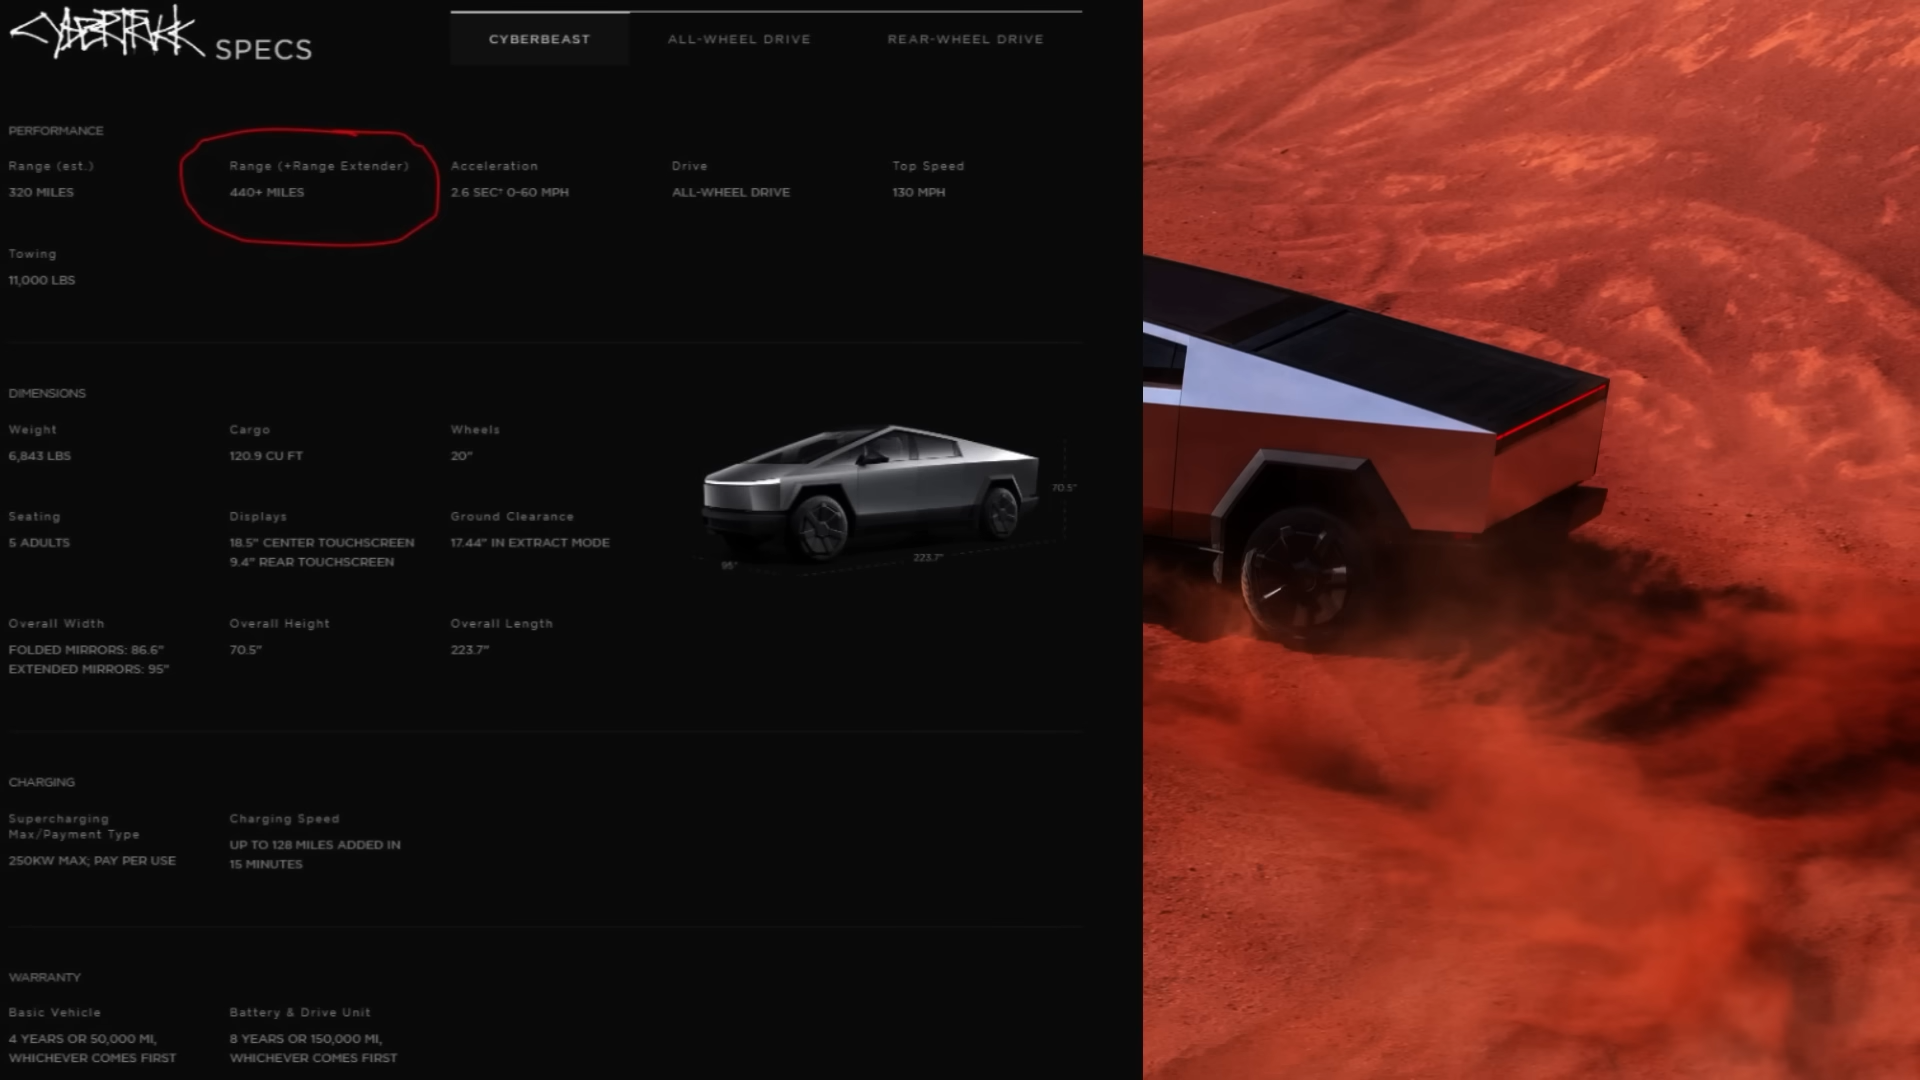 CYBERTRUCK SPECS
CYBERBEAST
ALL-WHEEL DRIVE
REAR-WHEEL DRIVE
PERFORMANCE
Range (est.)
320 MILES
Range (+Range Extender)
440+ MILES
Acceleration
2.6 SEC* 0-60 MPH
Drive
ALL-WHEEL DRIVE
Top Speed
130 MPH
Towing
11,000 LBS
DIMENSIONS
Weight
6,843 LBS
Cargo
120.9 CU FT
Wheels
20"
Seating
5 ADULTS
Displays
18.5" CENTER TOUCHSCREEN
9.4" REAR TOUCHSCREEN
Ground Clearance
17.44" IN EXTRACT MODE
Overall Width
FOLDED MIRRORS: 86.6"
EXTENDED MIRRORS: 95"
Overall Height
70.5"
Overall Length
223.7"
70.5"
223.7"
95"
CHARGING
Supercharging
Max/Payment Type
250KW MAX; PAY PER USE
Charging Speed
UP TO 128 MILES ADDED IN
15 MINUTES
WARRANTY
Basic Vehicle
4 YEARS OR 50,000 MI,
WHICHEVER COMES FIRST
Battery & Drive Unit
8 YEARS OR 150,000 MI,
WHICHEVER COMES FIRST